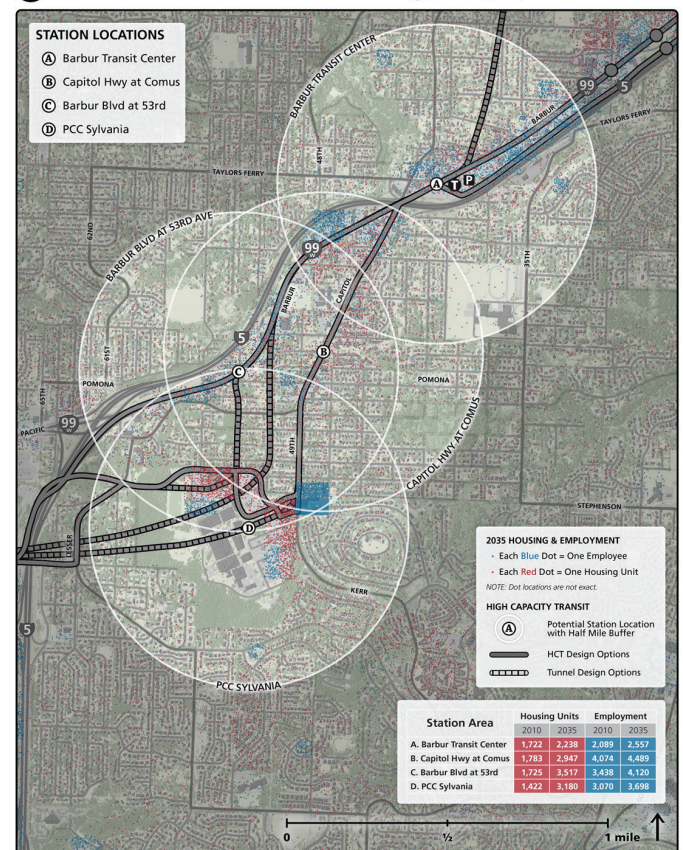 STATION LOCATIONS
A Barbur Transit Center
B Capitol Hwy at Comus
C Barbur Blvd at 53rd
D PCC Sylvania
BARBUR TRANSIT CENTER
99
W
5
BARBUR
TAYLORS FERRY
48TH
TAYLORS FERRY
A
T
P
62ND
BARBUR BLVD AT 53RD AVE
99
W
35TH
BARBUR
CAPITOL
5
B
61ST
C
POMONA
POMONA
65TH
99
W
PACIFIC
CAPITOL HWY AT COMUS
49TH
STEPHENSON
D
LESSER
KERR
5
PCC SYLVANIA
2035 HOUSING & EMPLOYMENT
Each Blue Dot = One Employee
Each Red Dot = One Housing Unit
NOTE: Dot locations are not exact.
HIGH CAPACITY TRANSIT
A Potential Station Location
with Half Mile Buffer
HCT Design Options
Tunnel Design Options
Station Area Housing Units Employment
2010 2035 2010 2035
A. Barbur Transit Center 1,722 2,238 2,089 2,557
B. Capitol Hwy at Comus 1,783 2,947 4,074 4,489
C. Barbur Blvd at 53rd 1,725 3,517 3,438 4,120
D. PCC Sylvania 1,422 3,180 3,070 3,698
0 ½ 1 mile